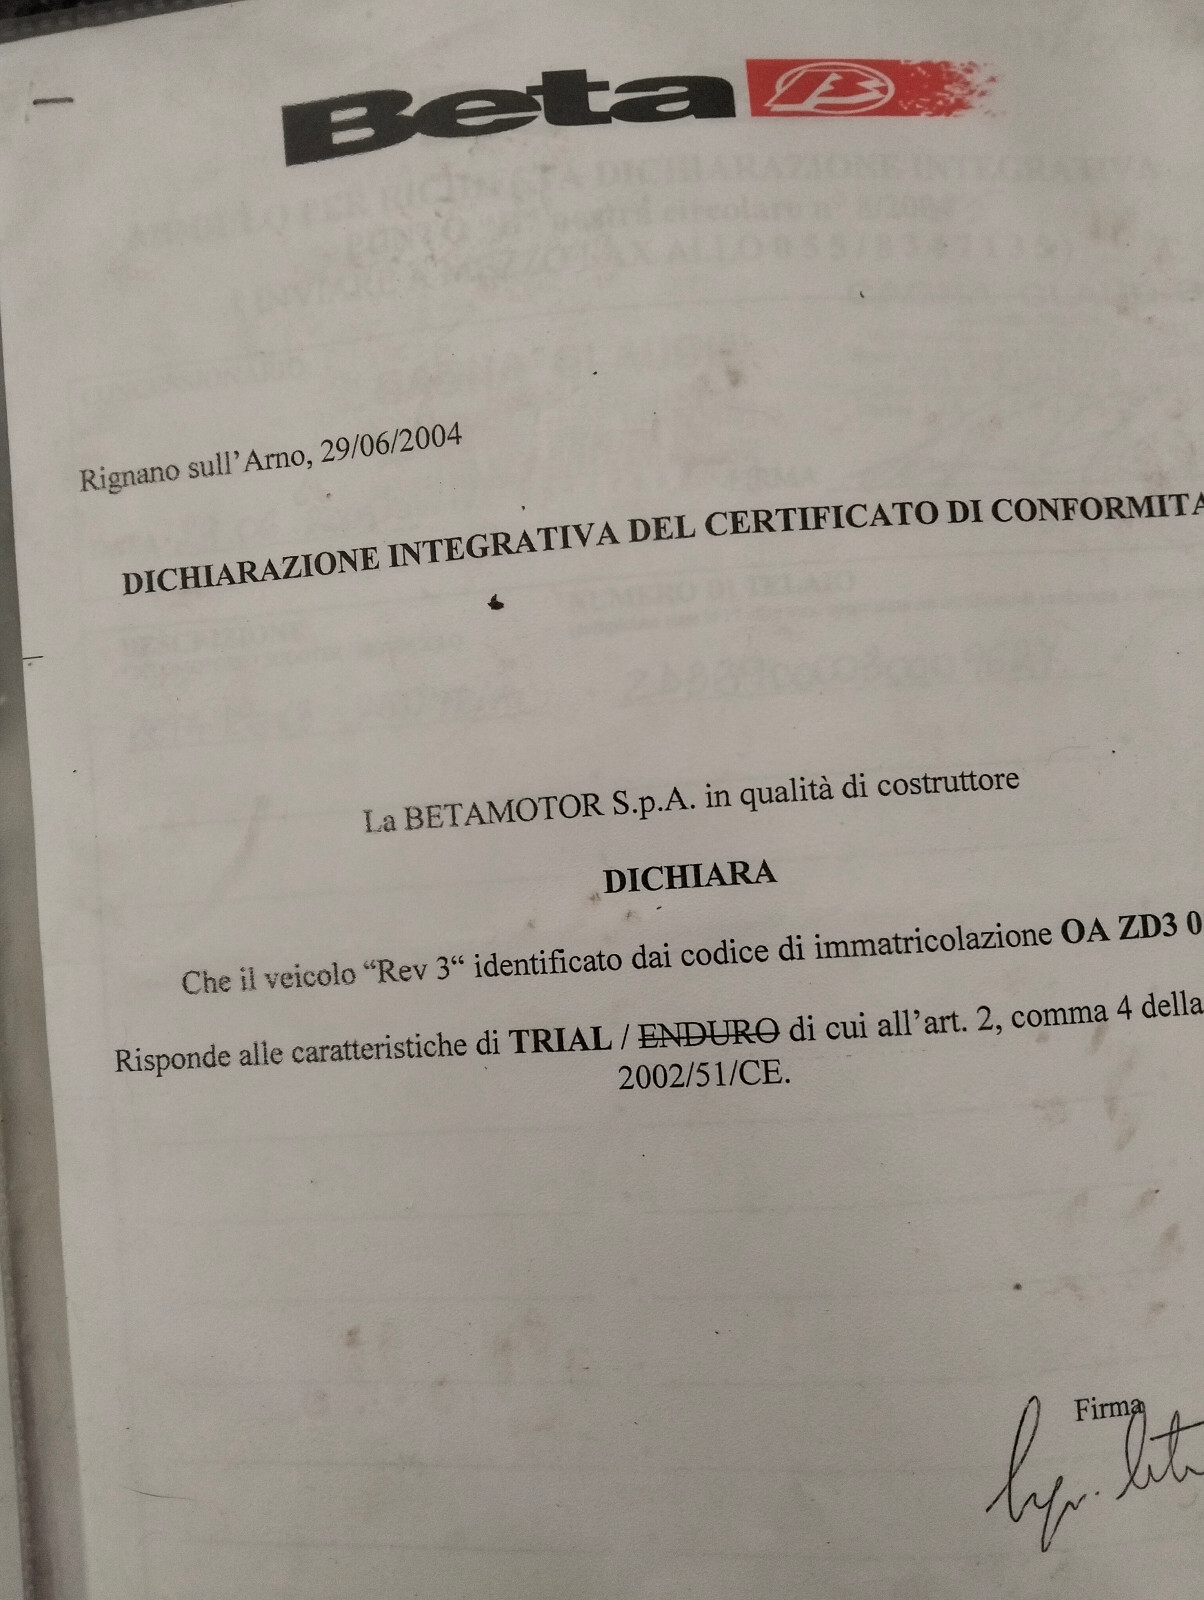 Beta
Rignano sull'Arno, 29/06/2004
DICHIARAZIONE INTEGRATIVA DEL CERTIFICATO DI CONFORMITA
La BETAMOTOR S.p.A. in qualità di costruttore
DICHIARA
Che il veicolo “Rev 3“ identificato dai codice di immatricolazione OA ZD3 0
Risponde alle caratteristiche di TRIAL / ENDURO di cui all'art. 2, comma 4 della
2002/51/CE.
Firma